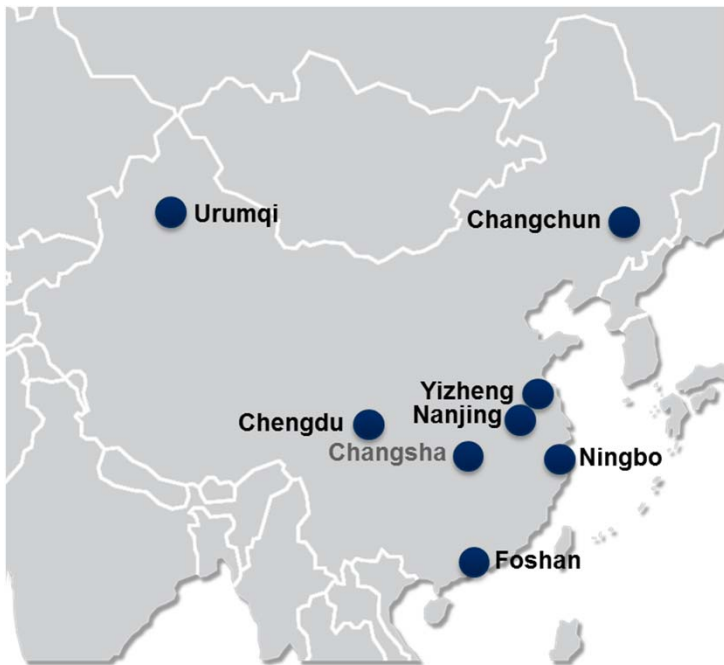 Urumqi
Changchun
Yizheng
Nanjing
Chengdu
Changsha
Ningbo
Foshan